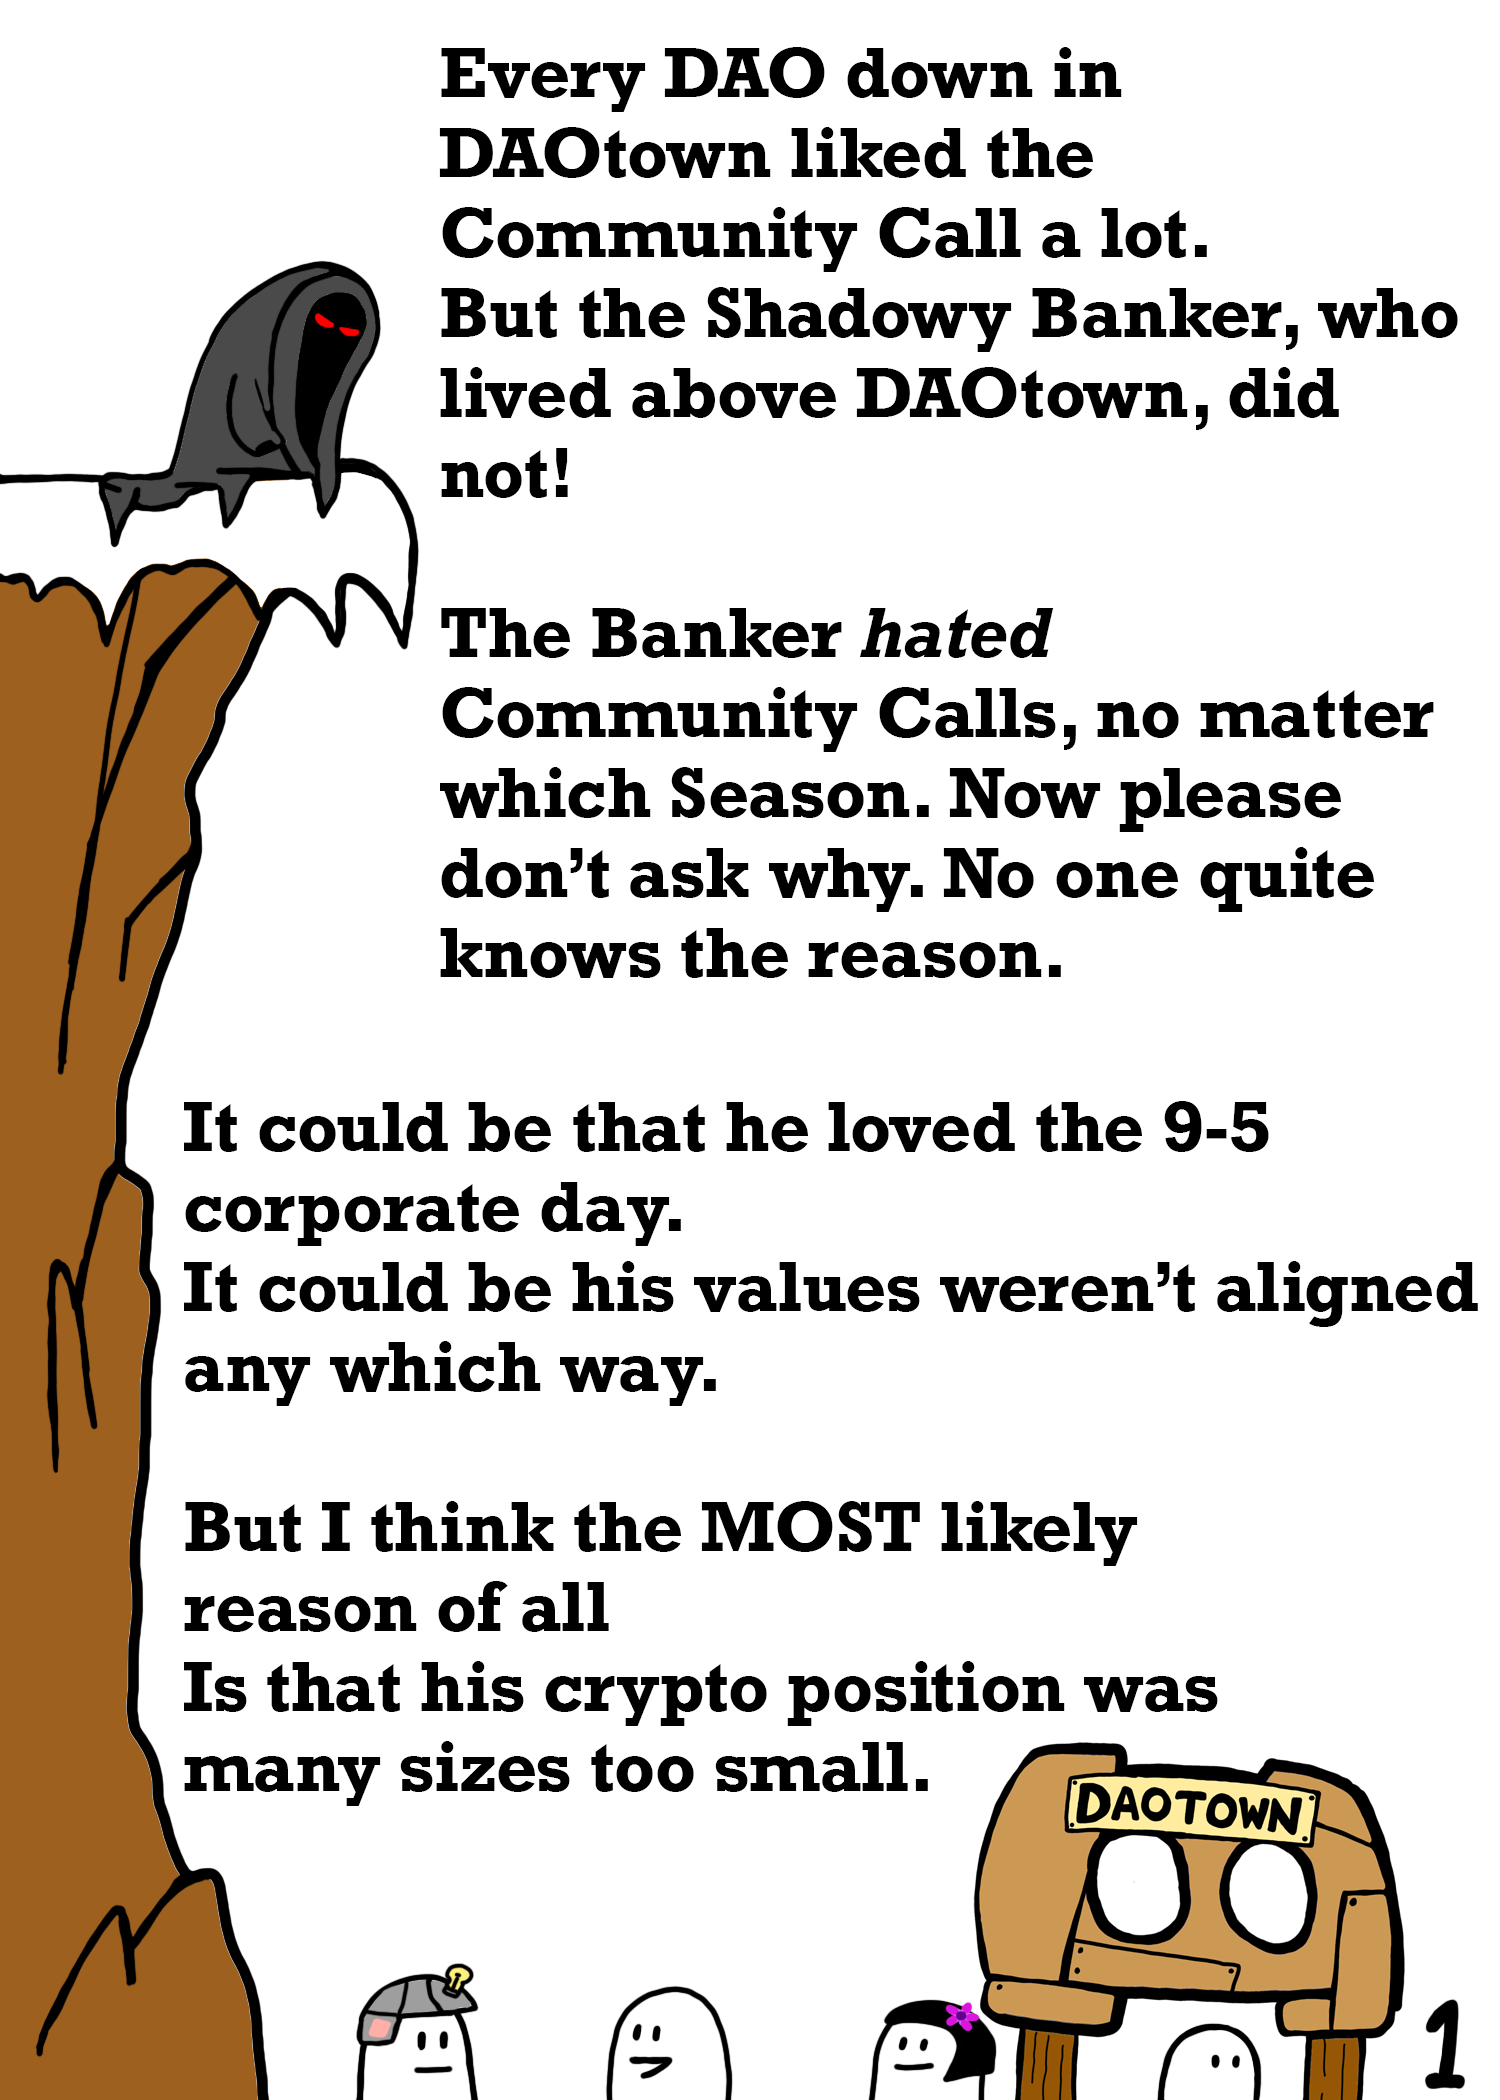 Every DAO down in
DAOtown liked the
Community Call a lot.
But the Shadowy Banker, who
lived above DAOtown, did
not!
The Banker hated
Community Calls, no matter
which Season. Now please
don’t ask why. No one quite
knows the reason.
It could be that he loved the 9-5
corporate day.
It could be his values weren’t aligned
any which way.
But I think the MOST likely
reason of all
Is that his crypto position was
many sizes too small.
DAOTOWN
1